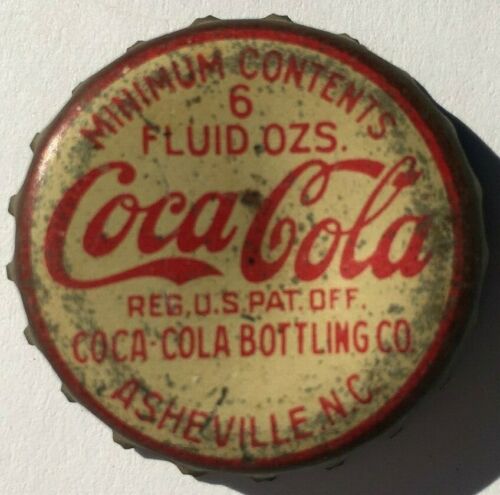 MINIMUM CONTENTS
6
FLUID OZS.
Coca Cola
REG. U.S. PAT. OFF.
COCA-COLA BOTTLING CO.
ASHEVILLE N.C.